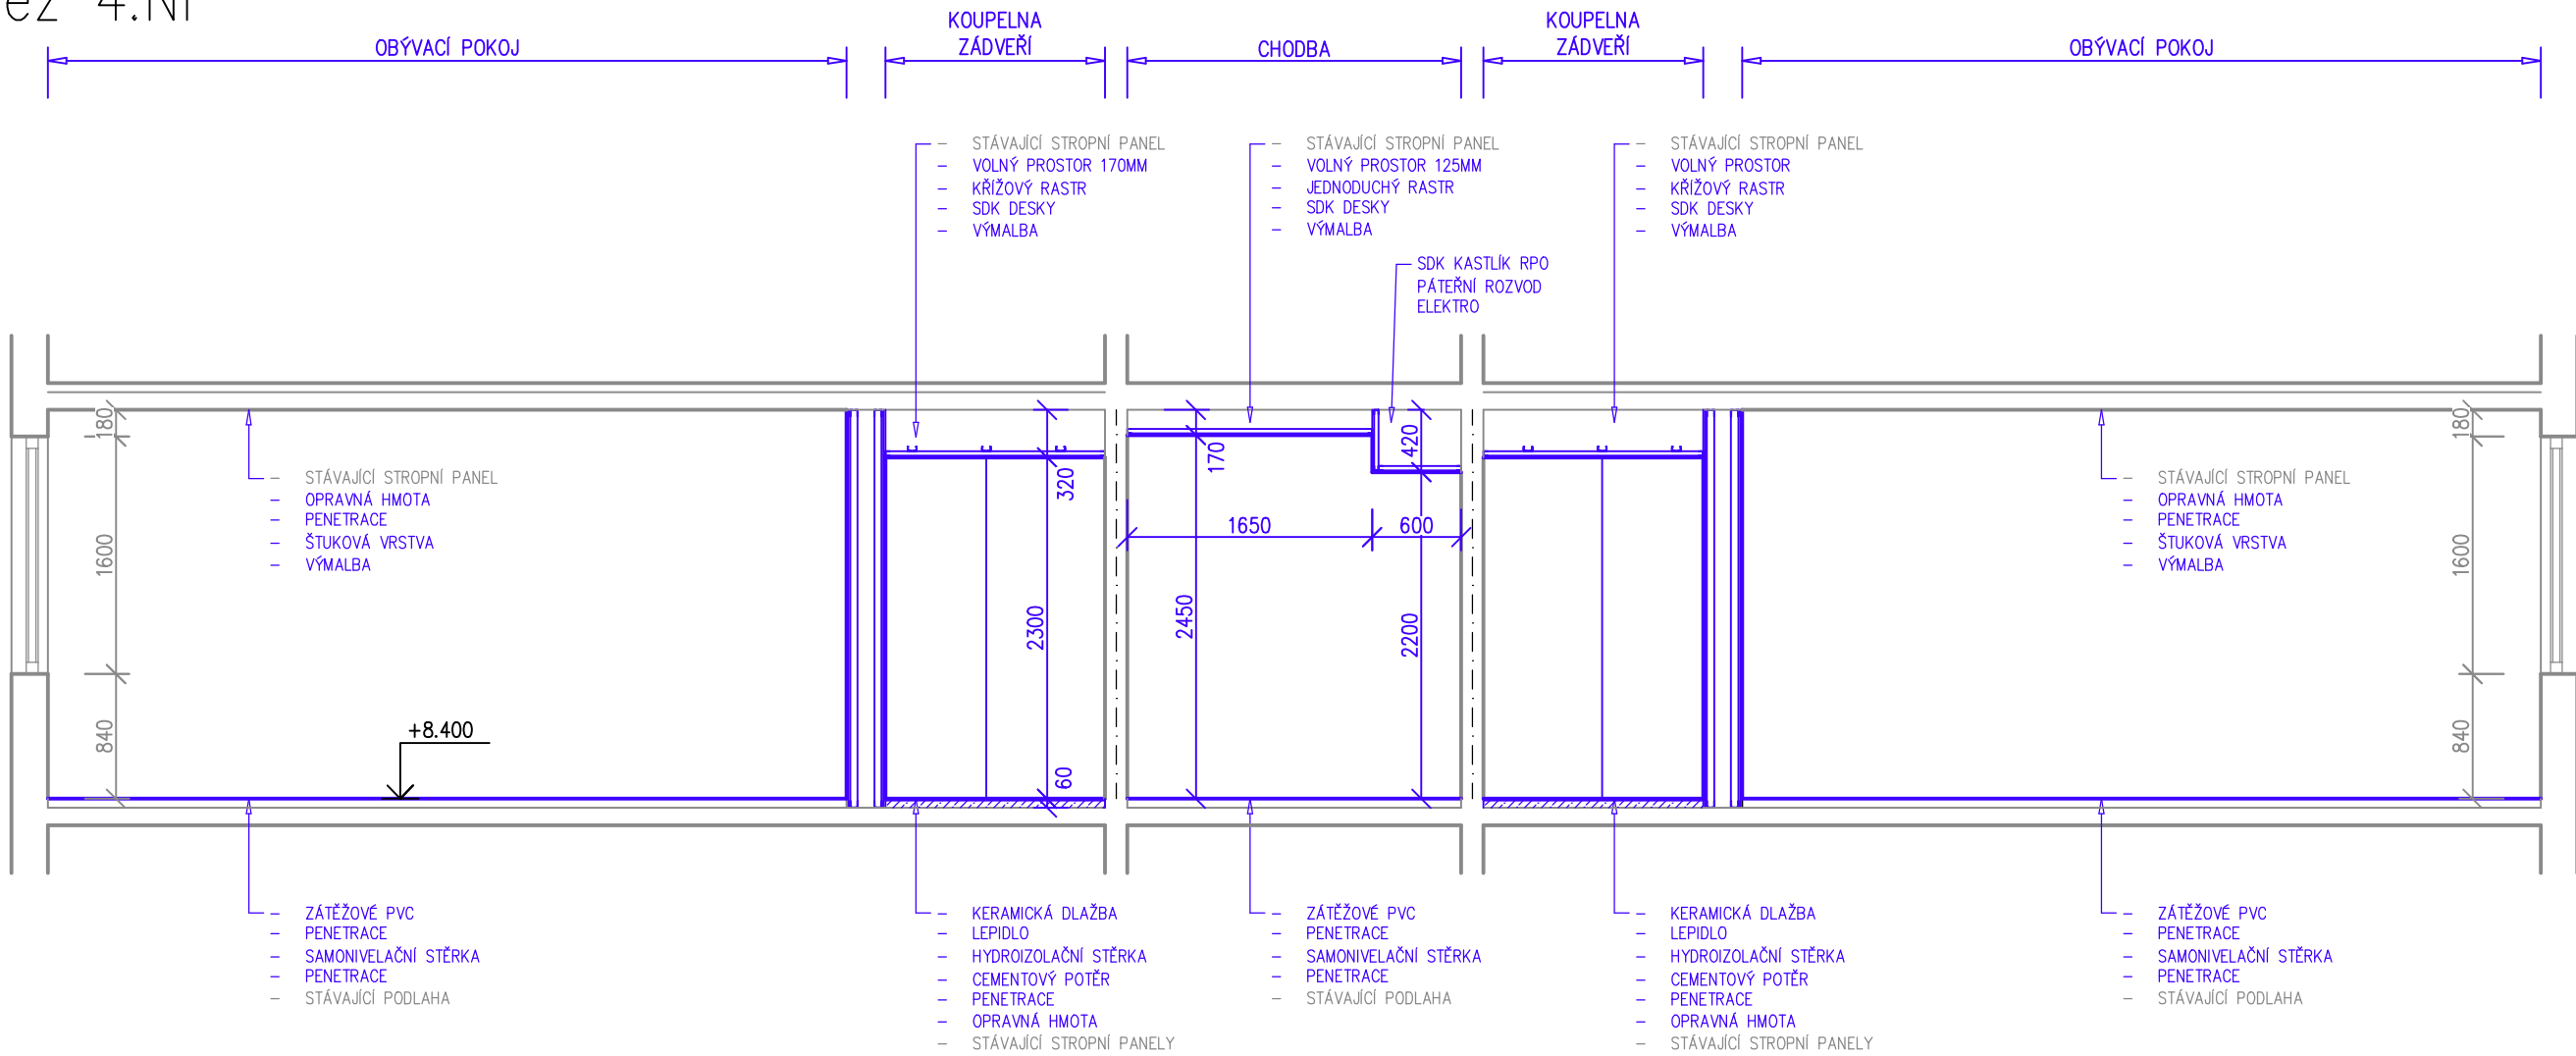 ez 4.NP
OBÝVACÍ POKOJ
KOUPELNA
ZÁDVEŘÍ
CHODBA
KOUPELNA
ZÁDVEŘÍ
OBÝVACÍ POKOJ
- STÁVAJÍCÍ STROPNÍ PANEL
- VOLNÝ PROSTOR 170MM
- KŘÍŽOVÝ RASTR
- SDK DESKY
- VÝMALBA
- STÁVAJÍCÍ STROPNÍ PANEL
- VOLNÝ PROSTOR 125MM
- JEDNODUCHÝ RASTR
- SDK DESKY
- VÝMALBA
- STÁVAJÍCÍ STROPNÍ PANEL
- VOLNÝ PROSTOR
- KŘÍŽOVÝ RASTR
- SDK DESKY
- VÝMALBA
SDK KASTLÍK RPO
PÁTEŘNÍ ROZVOD
ELEKTRO
180
1600
840
- STÁVAJÍCÍ STROPNÍ PANEL
- OPRAVNÁ HMOTA
- PENETRACE
- ŠTUKOVÁ VRSTVA
- VÝMALBA
+8.400
320
2300
60
170
2450
1650
600
420
2200
- STÁVAJÍCÍ STROPNÍ PANEL
- OPRAVNÁ HMOTA
- PENETRACE
- ŠTUKOVÁ VRSTVA
- VÝMALBA
180
1600
840
- ZÁTĚŽOVÉ PVC
- PENETRACE
- SAMONIVELAČNÍ STĚRKA
- PENETRACE
- STÁVAJÍCÍ PODLAHA
- KERAMICKÁ DLAŽBA
- LEPIDLO
- HYDROIZOLAČNÍ STĚRKA
- CEMENTOVÝ POTĚR
- PENETRACE
- OPRAVNÁ HMOTA
- STÁVAJÍCÍ STROPNÍ PANELY
- ZÁTĚŽOVÉ PVC
- PENETRACE
- SAMONIVELAČNÍ STĚRKA
- PENETRACE
- STÁVAJÍCÍ PODLAHA
- KERAMICKÁ DLAŽBA
- LEPIDLO
- HYDROIZOLAČNÍ STĚRKA
- CEMENTOVÝ POTĚR
- PENETRACE
- OPRAVNÁ HMOTA
- STÁVAJÍCÍ STROPNÍ PANELY
- ZÁTĚŽOVÉ PVC
- PENETRACE
- SAMONIVELAČNÍ STĚRKA
- PENETRACE
- STÁVAJÍCÍ PODLAHA